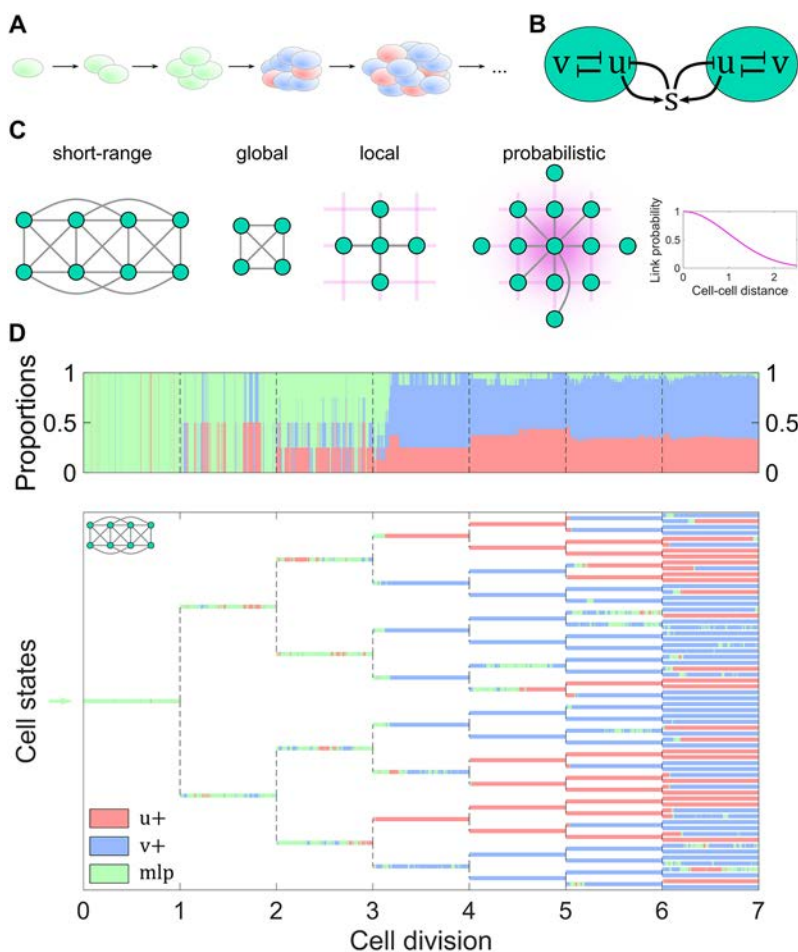 A
B
...
v u u v
s
C
short-range global local probabilistic
Link probability
1
0.5
0
0 1 2
Cell-cell distance
D
Proportions
1 1
0.5 0.5
0 0
Cell states
u+
v+
mlp
0 1 2 3 4 5 6 7
Cell division